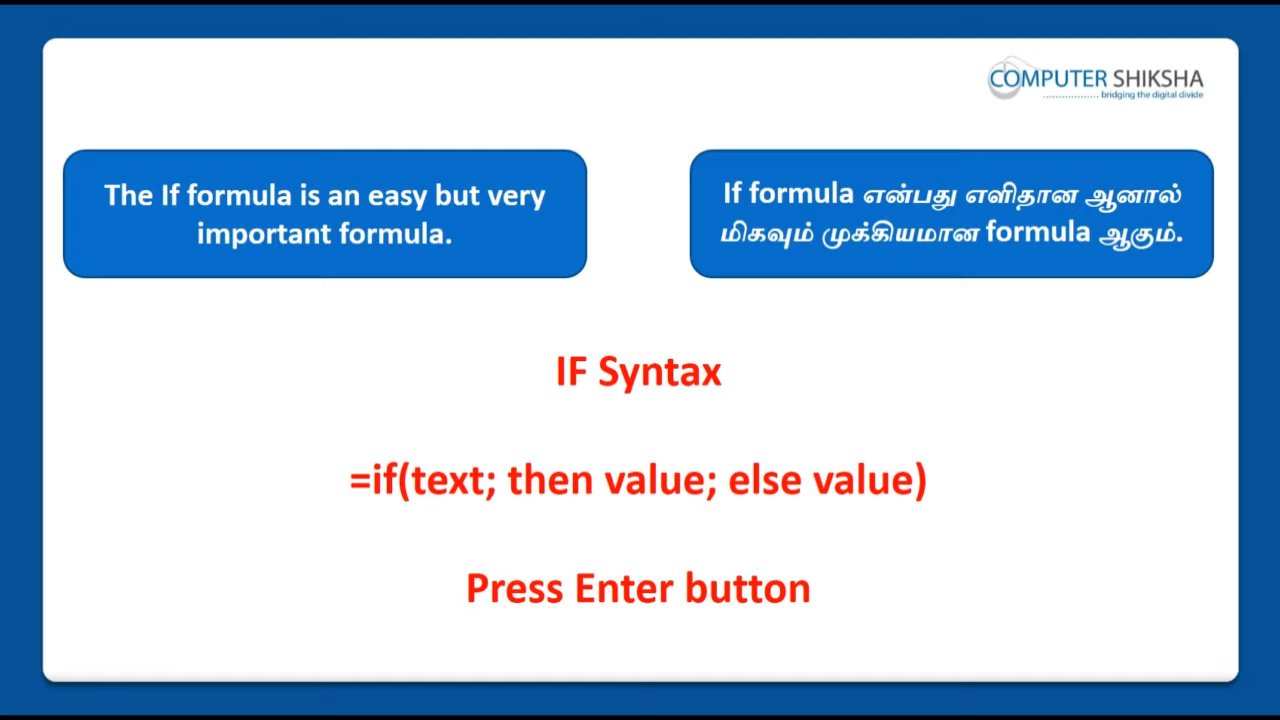 COMPUTER SHIKSHA
bridging the digital divide
The If formula is an easy but very
important formula.
If formula என்பது எளிதான ஆனால்
மிகவும் முக்கியமான formula ஆகும்.
IF Syntax
=if(text; then value; else value)
Press Enter button